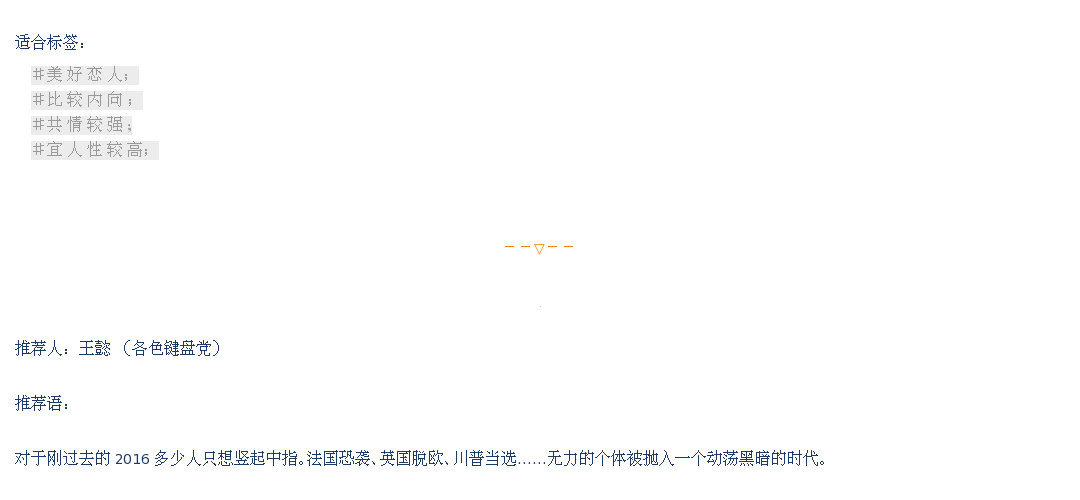 适合标签：
#美好恋人；
#比较内向；
#共情较强；
#宜人性较高；
－－▽－－
推荐人：王懿 （各色键盘党）
推荐语：
对于刚过去的 2016 多少人只想竖起中指。法国恐袭、英国脱欧、川普当选……无力的个体被抛入一个动荡黑暗的时代。